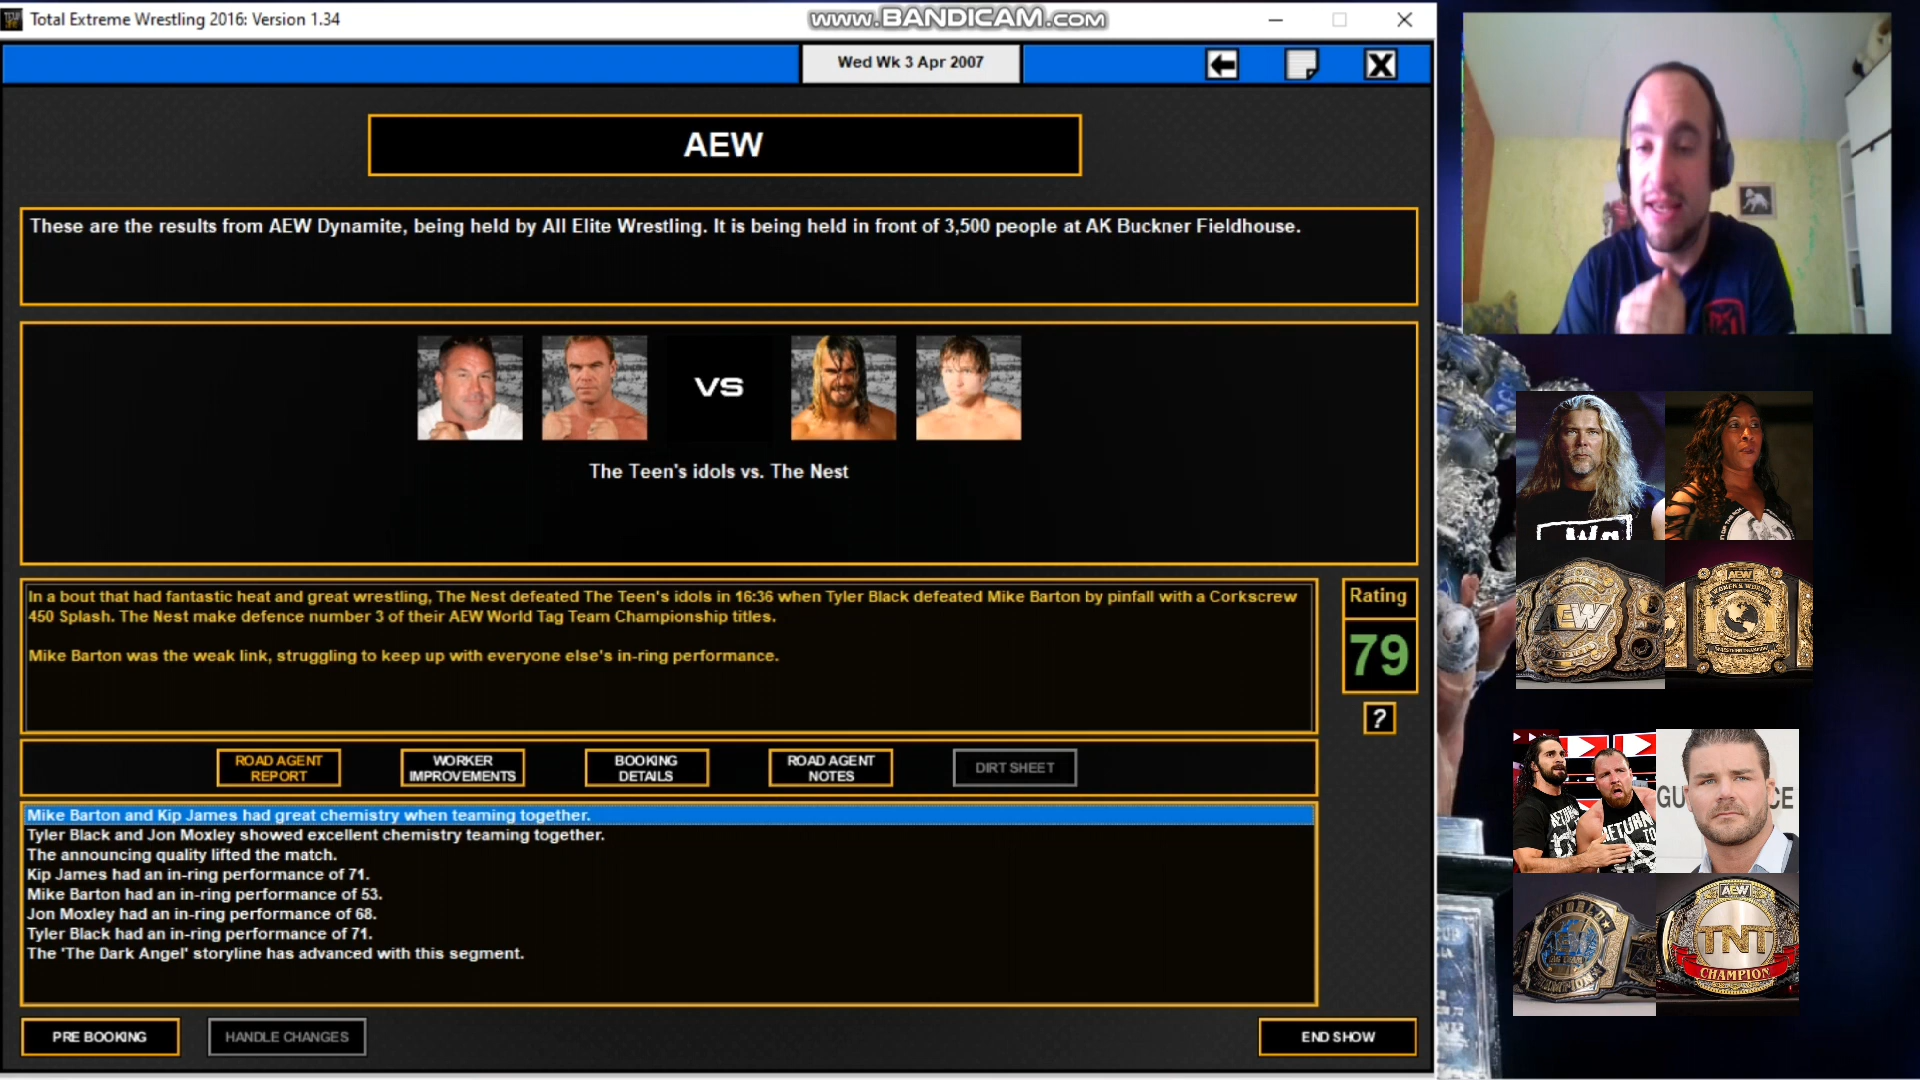 Total Extreme Wrestling 2016: Version 1.34
www.BANDICAM.com
Wed Wk 3 Apr 2007
AEW
These are the results from AEW Dynamite, being held by All Elite Wrestling. It is being held in front of 3,500 people at AK Buckner Fieldhouse.
VS
The Teen's idols vs. The Nest
In a bout that had fantastic heat and great wrestling, The Nest defeated The Teen's idols in 16:36 when Tyler Black defeated Mike Barton by pinfall with a Corkscrew
450 Splash. The Nest make defence number 3 of their AEW World Tag Team Championship titles.
Mike Barton was the weak link, struggling to keep up with everyone else's in-ring performance.
Rating
79
?
ROAD AGENT
REPORT
WORKER
IMPROVEMENTS
BOOKING
DETAILS
ROAD AGENT
NOTES
DIRT SHEET
Mike Barton and Kip James had great chemistry when teaming together.
Tyler Black and Jon Moxley showed excellent chemistry teaming together.
The announcing quality lifted the match.
Kip James had an in-ring performance of 71.
Mike Barton had an in-ring performance of 53.
Jon Moxley had an in-ring performance of 68.
Tyler Black had an in-ring performance of 71.
The 'The Dark Angel' storyline has advanced with this segment.
PRE BOOKING
HANDLE CHANGES
END SHOW
AEW
AEW
WOMEN'S WORLD
RETURN
TO
GU
CE
WORLD
AEW
TNT
CHAMPION